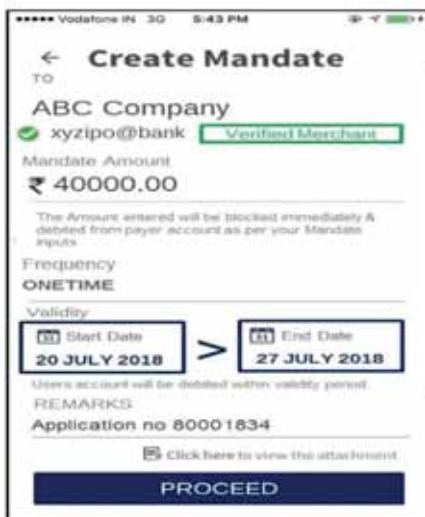 Vodafone IN 3G 5:43 PM
← Create Mandate
TO
ABC Company
xyzipo@bank Verified Merchant
Mandate Amount
₹ 40000.00
The Amount entered will be blocked immediately &
debited from payer account as per your Mandate
inputs
Frequency
ONETIME
Validity
31 Start Date > 31 End Date
20 JULY 2018 27 JULY 2018
Users account will be debited within validity period
REMARKS
Application no 80001834
Click here to view the attachment
PROCEED